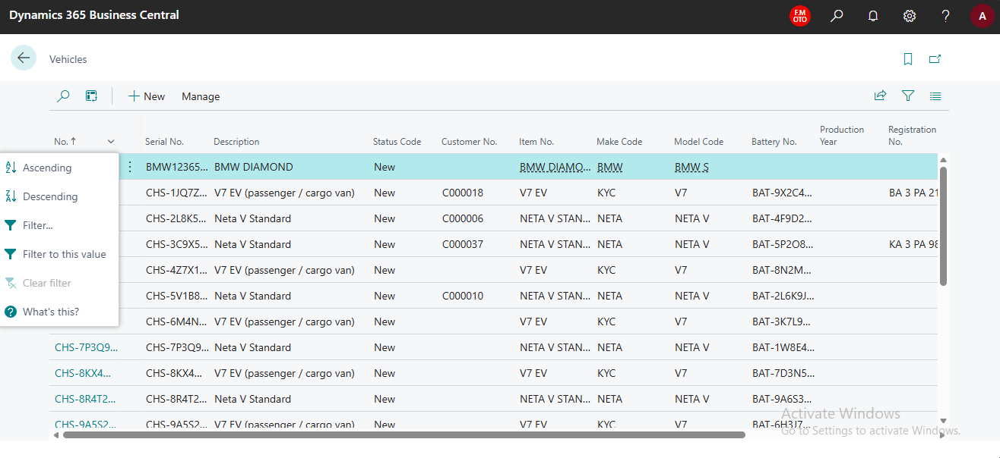 Dynamics 365 Business Central
F.M
OTO
?
A
Vehicles
New Manage
No. ↑ Serial No. Description Status Code Customer No. Item No. Make Code Model Code Battery No. Production Year Registration No.
Ascending
Descending
Filter...
Filter to this value
Clear filter
What's this?
BMW12365... BMW DIAMOND New BMW DIAMO... BMW BMW S
CHS-1JQ7Z... V7 EV (passenger / cargo van) New C000018 V7 EV KYC V7 BAT-9X2C4... BA 3 PA 21
CHS-2L8K5... Neta V Standard New C000006 NETA V STAN... NETA NETA V BAT-4F9D2...
CHS-3C9X5... Neta V Standard New C000037 NETA V STAN... NETA NETA V BAT-5P2O8... KA 3 PA 98
CHS-4Z7X1... V7 EV (passenger / cargo van) New V7 EV KYC V7 BAT-8N2M...
CHS-5V1B8... Neta V Standard New C000010 NETA V STAN... NETA NETA V BAT-2L6K9J...
CHS-6M4N... V7 EV (passenger / cargo van) New V7 EV KYC V7 BAT-3K7L9...
CHS-7P3Q9... CHS-7P3Q9... Neta V Standard New NETA V STAN... NETA NETA V BAT-1W8E4...
CHS-8KX4... CHS-8KX4... V7 EV (passenger / cargo van) New V7 EV KYC V7 BAT-7D3N5...
CHS-8R4T2... CHS-8R4T2... Neta V Standard New NETA V STAN... NETA NETA V BAT-9A6S3...
CHS-9A5S2... CHS-9A5S2... V7 EV (passenger / cargo van) New V7 EV KYC V7 BAT-6H3J7...
Activate Windows
Go to Settings to activate Windows.